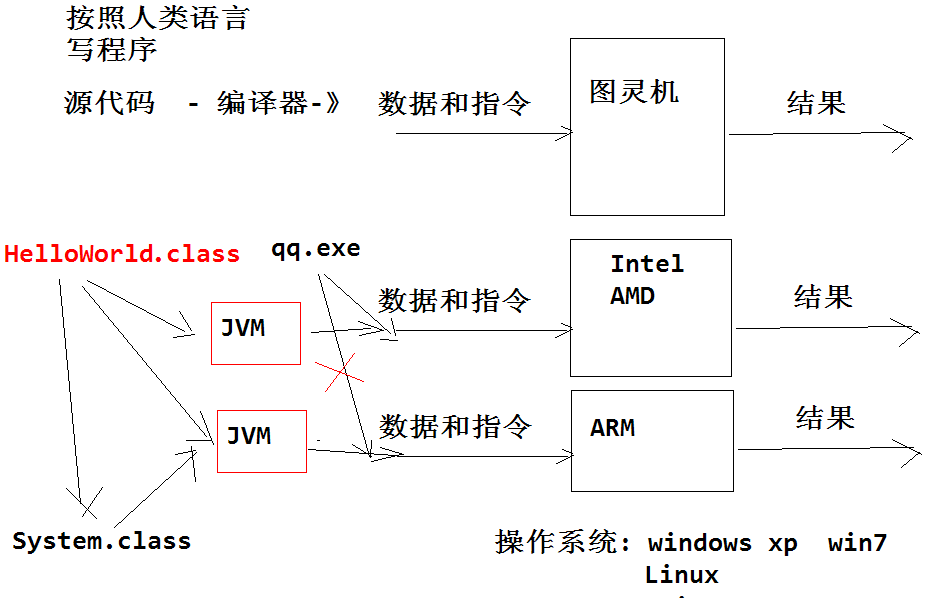 按照人类语言
写程序
源代码 - 编译器-》 数据和指令 图灵机 结果
HelloWorld.class qq.exe
Intel
AMD
JVM 数据和指令 结果
JVM 数据和指令 ARM 结果
System.class
操作系统: windows xp win7
Linux